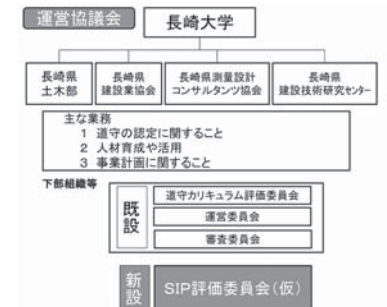 運営協議会
長崎大学
長崎県
土木部
長崎県
建設業協会
長崎県測量設計
コンサルタンツ協会
長崎県
建設技術研究センター
主な業務
1 道守の認定に関すること
2 人材育成や活用
3 事業計画に関すること
下部組織等
既設
道守カリキュラム評価委員会
運営委員会
審査委員会
新設
SIP評価委員会(仮)